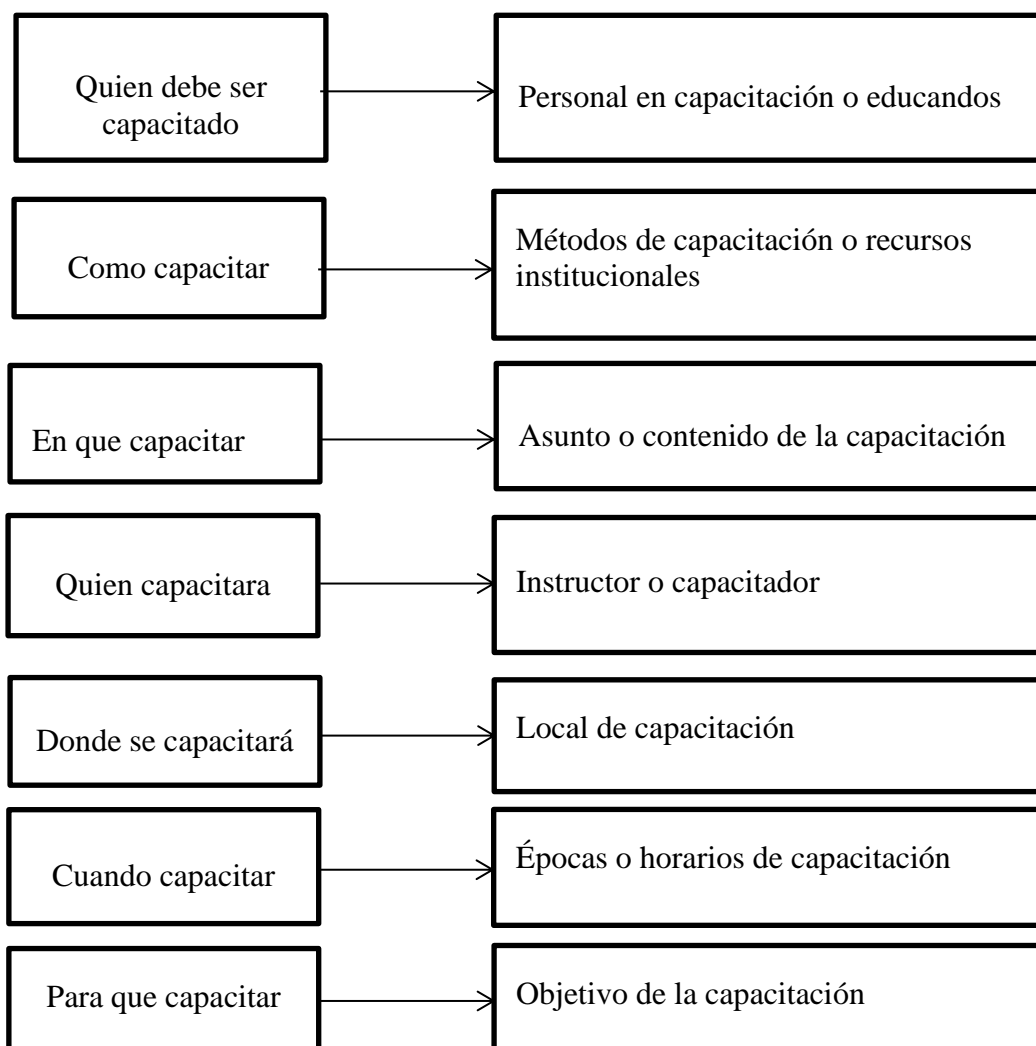 Quien debe ser
capacitado
Personal en capacitación o educandos
Como capacitar
Métodos de capacitación o recursos
institucionales
En que capacitar
Asunto o contenido de la capacitación
Quien capacitara
Instructor o capacitador
Donde se capacitará
Local de capacitación
Cuando capacitar
Épocas o horarios de capacitación
Para que capacitar
Objetivo de la capacitación